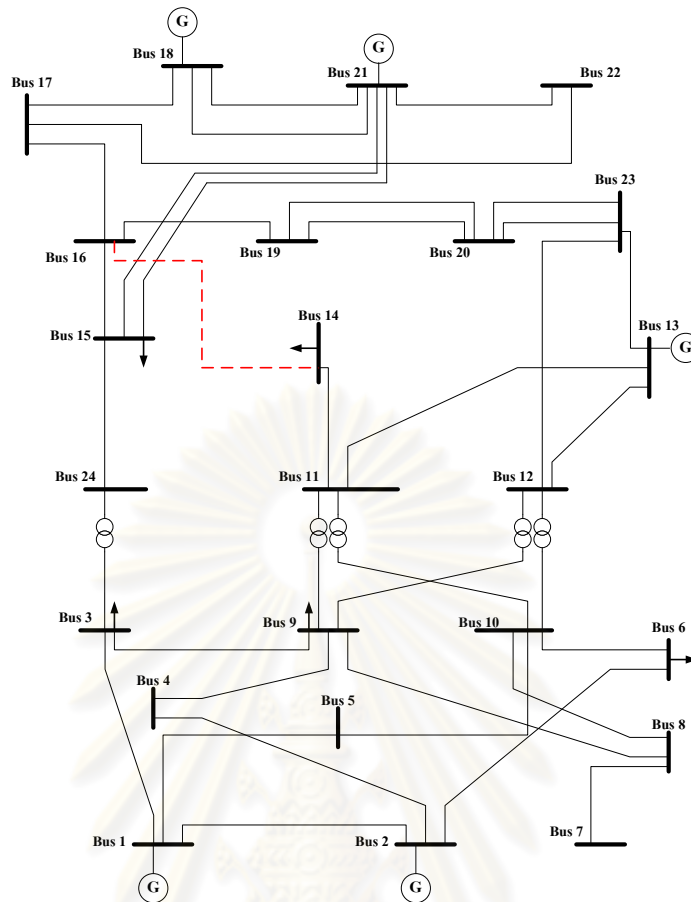 G
G
Bus 18
Bus 21
Bus 22
Bus 17
Bus 23
Bus 16
Bus 19
Bus 20
Bus 14
Bus 13
Bus 15
G
Bus 24
Bus 11
Bus 12
Bus 3
Bus 9
Bus 10
Bus 6
Bus 4
Bus 5
Bus 8
Bus 1
Bus 2
Bus 7
G
G